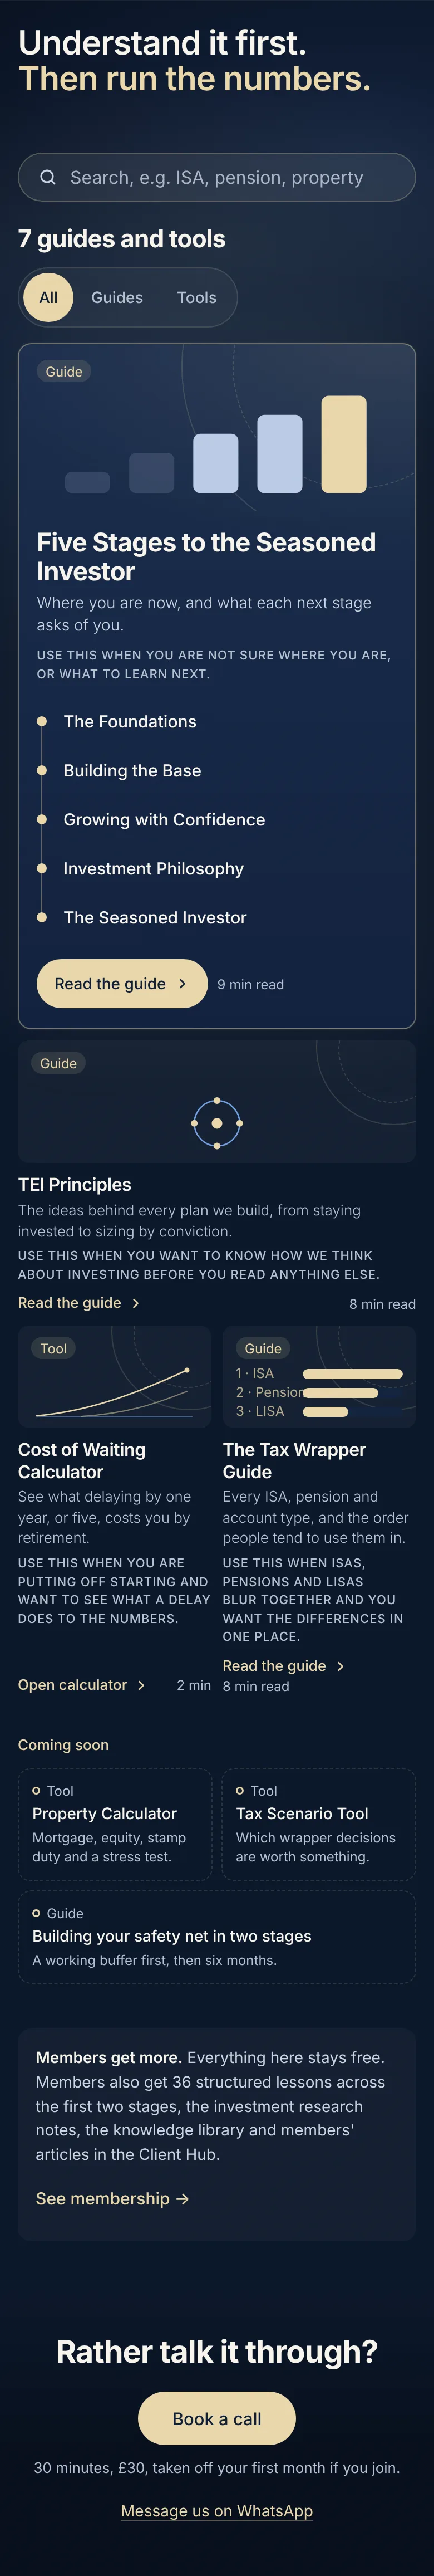 Understand it first.
Then run the numbers.
Search, e.g. ISA, pension, property
7 guides and tools
All
Guides
Tools
Guide
Five Stages to the Seasoned
Investor
Where you are now, and what each next stage
asks of you.
USE THIS WHEN YOU ARE NOT SURE WHERE YOU ARE,
OR WHAT TO LEARN NEXT.
The Foundations
Building the Base
Growing with Confidence
Investment Philosophy
The Seasoned Investor
Read the guide
9 min read
Guide
TEI Principles
The ideas behind every plan we build, from staying
invested to sizing by conviction.
USE THIS WHEN YOU WANT TO KNOW HOW WE THINK
ABOUT INVESTING BEFORE YOU READ ANYTHING ELSE.
Read the guide
8 min read
Tool
Cost of Waiting
Calculator
See what delaying by one
year, or five, costs you by
retirement.
USE THIS WHEN YOU ARE
PUTTING OFF STARTING AND
WANT TO SEE WHAT A DELAY
DOES TO THE NUMBERS.
Open calculator
2 min
Guide
1 · ISA
2 · Pension
3 · LISA
The Tax Wrapper
Guide
Every ISA, pension and
account type, and the order
people tend to use them in.
USE THIS WHEN ISAS,
PENSIONS AND LISAS
BLUR TOGETHER AND YOU
WANT THE DIFFERENCES IN
ONE PLACE.
Read the guide
8 min read
Coming soon
Tool
Property Calculator
Mortgage, equity, stamp
duty and a stress test.
Tool
Tax Scenario Tool
Which wrapper decisions
are worth something.
Guide
Building your safety net in two stages
A working buffer first, then six months.
Members get more. Everything here stays free.
Members also get 36 structured lessons across
the first two stages, the investment research
notes, the knowledge library and members'
articles in the Client Hub.
See membership →
Rather talk it through?
Book a call
30 minutes, £30, taken off your first month if you join.
Message us on WhatsApp